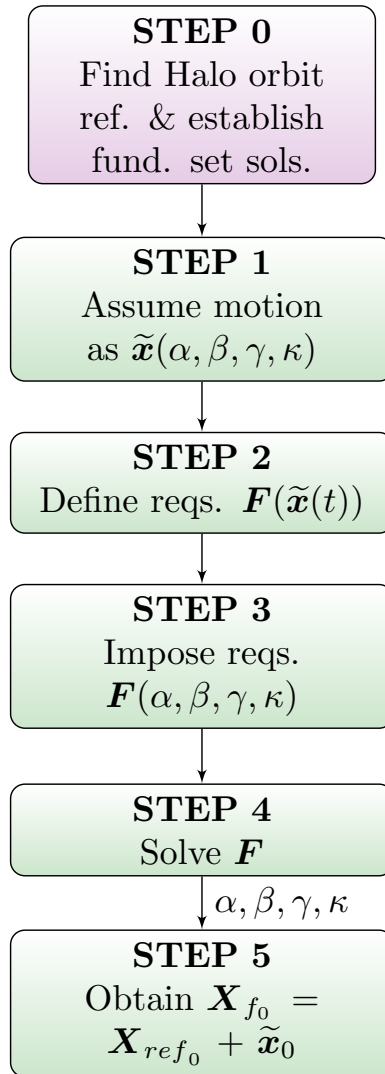 STEP 0
Find Halo orbit
ref. & establish
fund. set sols.
STEP 1
Assume motion
as x̃(α, β, γ, κ)
STEP 2
Define reqs. F(x̃(t))
STEP 3
Impose reqs.
F(α, β, γ, κ)
STEP 4
Solve F
α, β, γ, κ
STEP 5
Obtain X_{f_0} =
X_{ref_0} + x̃_0